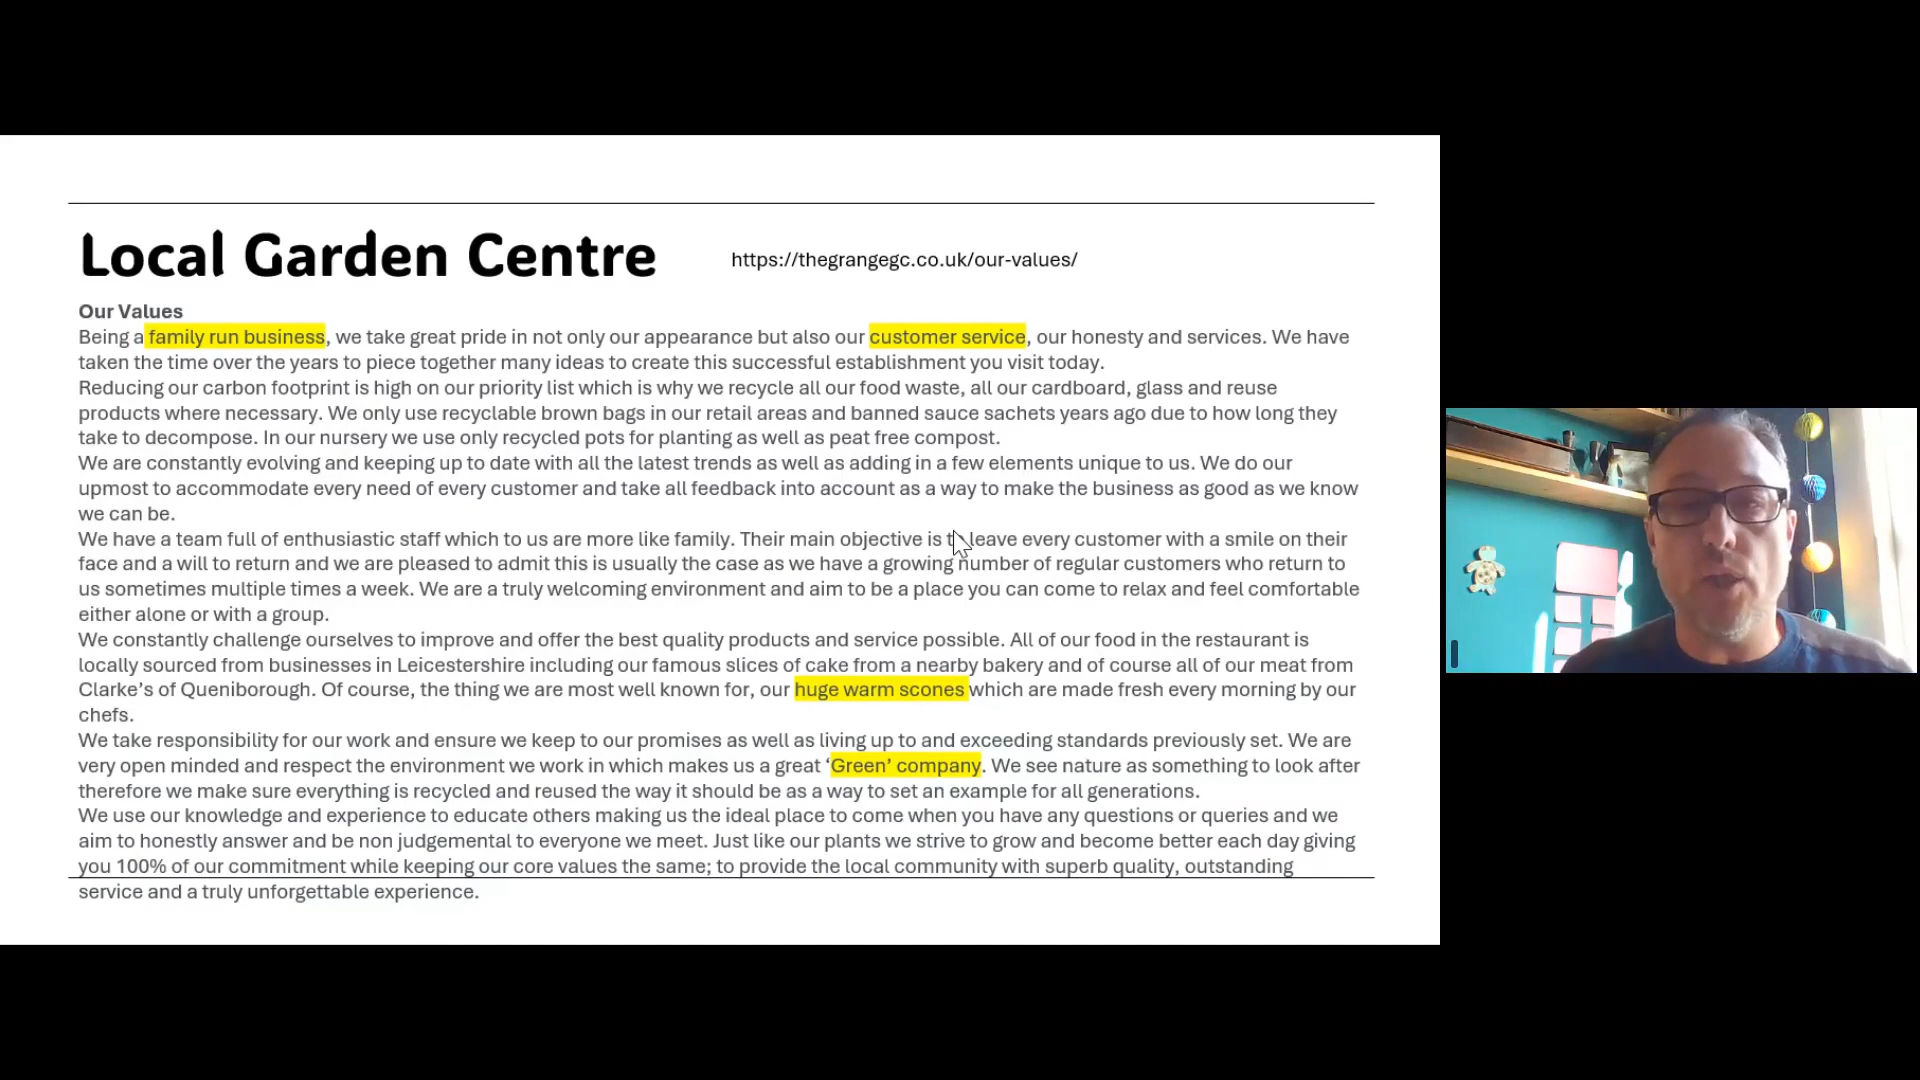 Local Garden Centre
https://thegrangegc.co.uk/our-values/
Our Values
Being a family run business, we take great pride in not only our appearance but also our customer service, our honesty and services. We have
taken the time over the years to piece together many ideas to create this successful establishment you visit today.
Reducing our carbon footprint is high on our priority list which is why we recycle all our food waste, all our cardboard, glass and reuse
products where necessary. We only use recyclable brown bags in our retail areas and banned sauce sachets years ago due to how long they
take to decompose. In our nursery we use only recycled pots for planting as well as peat free compost.
We are constantly evolving and keeping up to date with all the latest trends as well as adding in a few elements unique to us. We do our
upmost to accommodate every need of every customer and take all feedback into account as a way to make the business as good as we know
we can be.
We have a team full of enthusiastic staff which to us are more like family. Their main objective is to leave every customer with a smile on their
face and a will to return and we are pleased to admit this is usually the case as we have a growing number of regular customers who return to
us sometimes multiple times a week. We are a truly welcoming environment and aim to be a place you can come to relax and feel comfortable
either alone or with a group.
We constantly challenge ourselves to improve and offer the best quality products and service possible. All of our food in the restaurant is
locally sourced from businesses in Leicestershire including our famous slices of cake from a nearby bakery and of course all of our meat from
Clarke’s of Queniborough. Of course, the thing we are most well known for, our huge warm scones which are made fresh every morning by our
chefs.
We take responsibility for our work and ensure we keep to our promises as well as living up to and exceeding standards previously set. We are
very open minded and respect the environment we work in which makes us a great ‘Green’ company. We see nature as something to look after
therefore we make sure everything is recycled and reused the way it should be as a way to set an example for all generations.
We use our knowledge and experience to educate others making us the ideal place to come when you have any questions or queries and we
aim to honestly answer and be non judgemental to everyone we meet. Just like our plants we strive to grow and become better each day giving
you 100% of our commitment while keeping our core values the same; to provide the local community with superb quality, outstanding
service and a truly unforgettable experience.